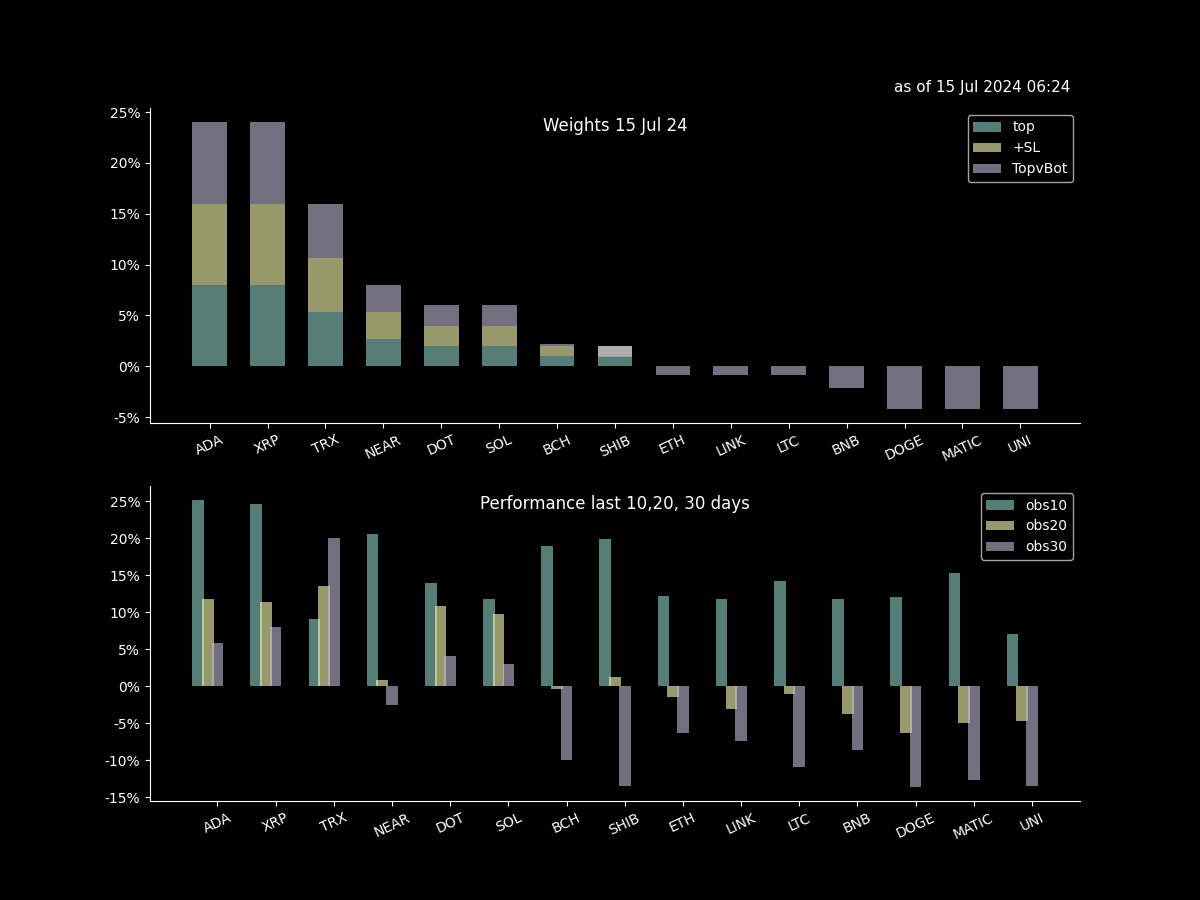 as of 15 Jul 2024 06:24
Weights 15 Jul 24
top
+SL
TopvBot
25%
20%
15%
10%
5%
0%
-5%
ADA XRP TRX NEAR DOT SOL BCH SHIB ETH LINK LTC BNB DOGE MATIC UNI
Performance last 10,20, 30 days
obs10
obs20
obs30
25%
20%
15%
10%
5%
0%
-5%
-10%
-15%
ADA XRP TRX NEAR DOT SOL BCH SHIB ETH LINK LTC BNB DOGE MATIC UNI